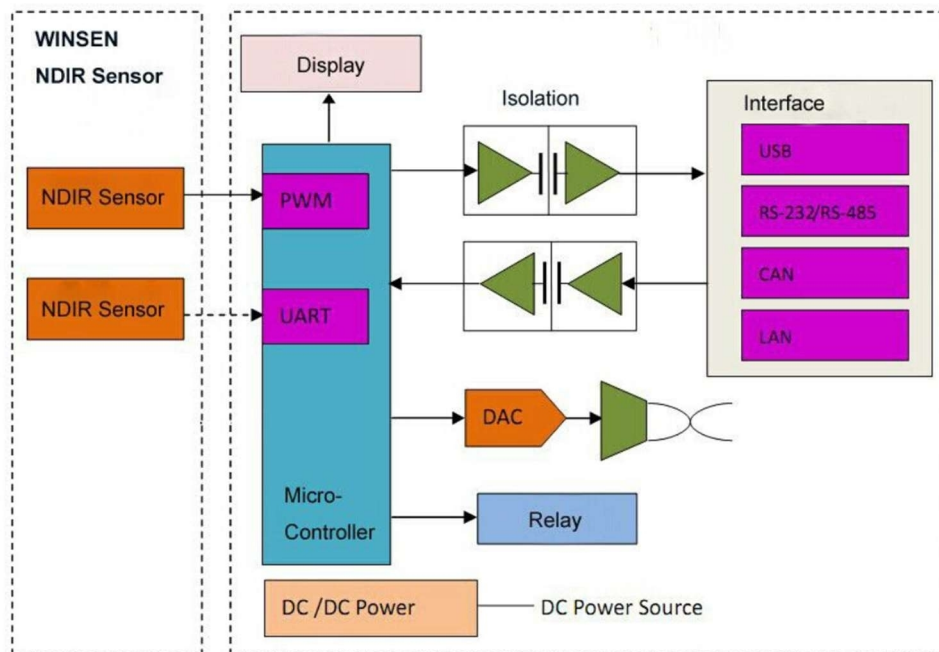 WINSEN
NDIR Sensor
NDIR Sensor
NDIR Sensor
Display
PWM
UART
Micro-
Controller
Isolation
Interface
USB
RS-232/RS-485
CAN
LAN
DAC
Relay
DC /DC Power
DC Power Source